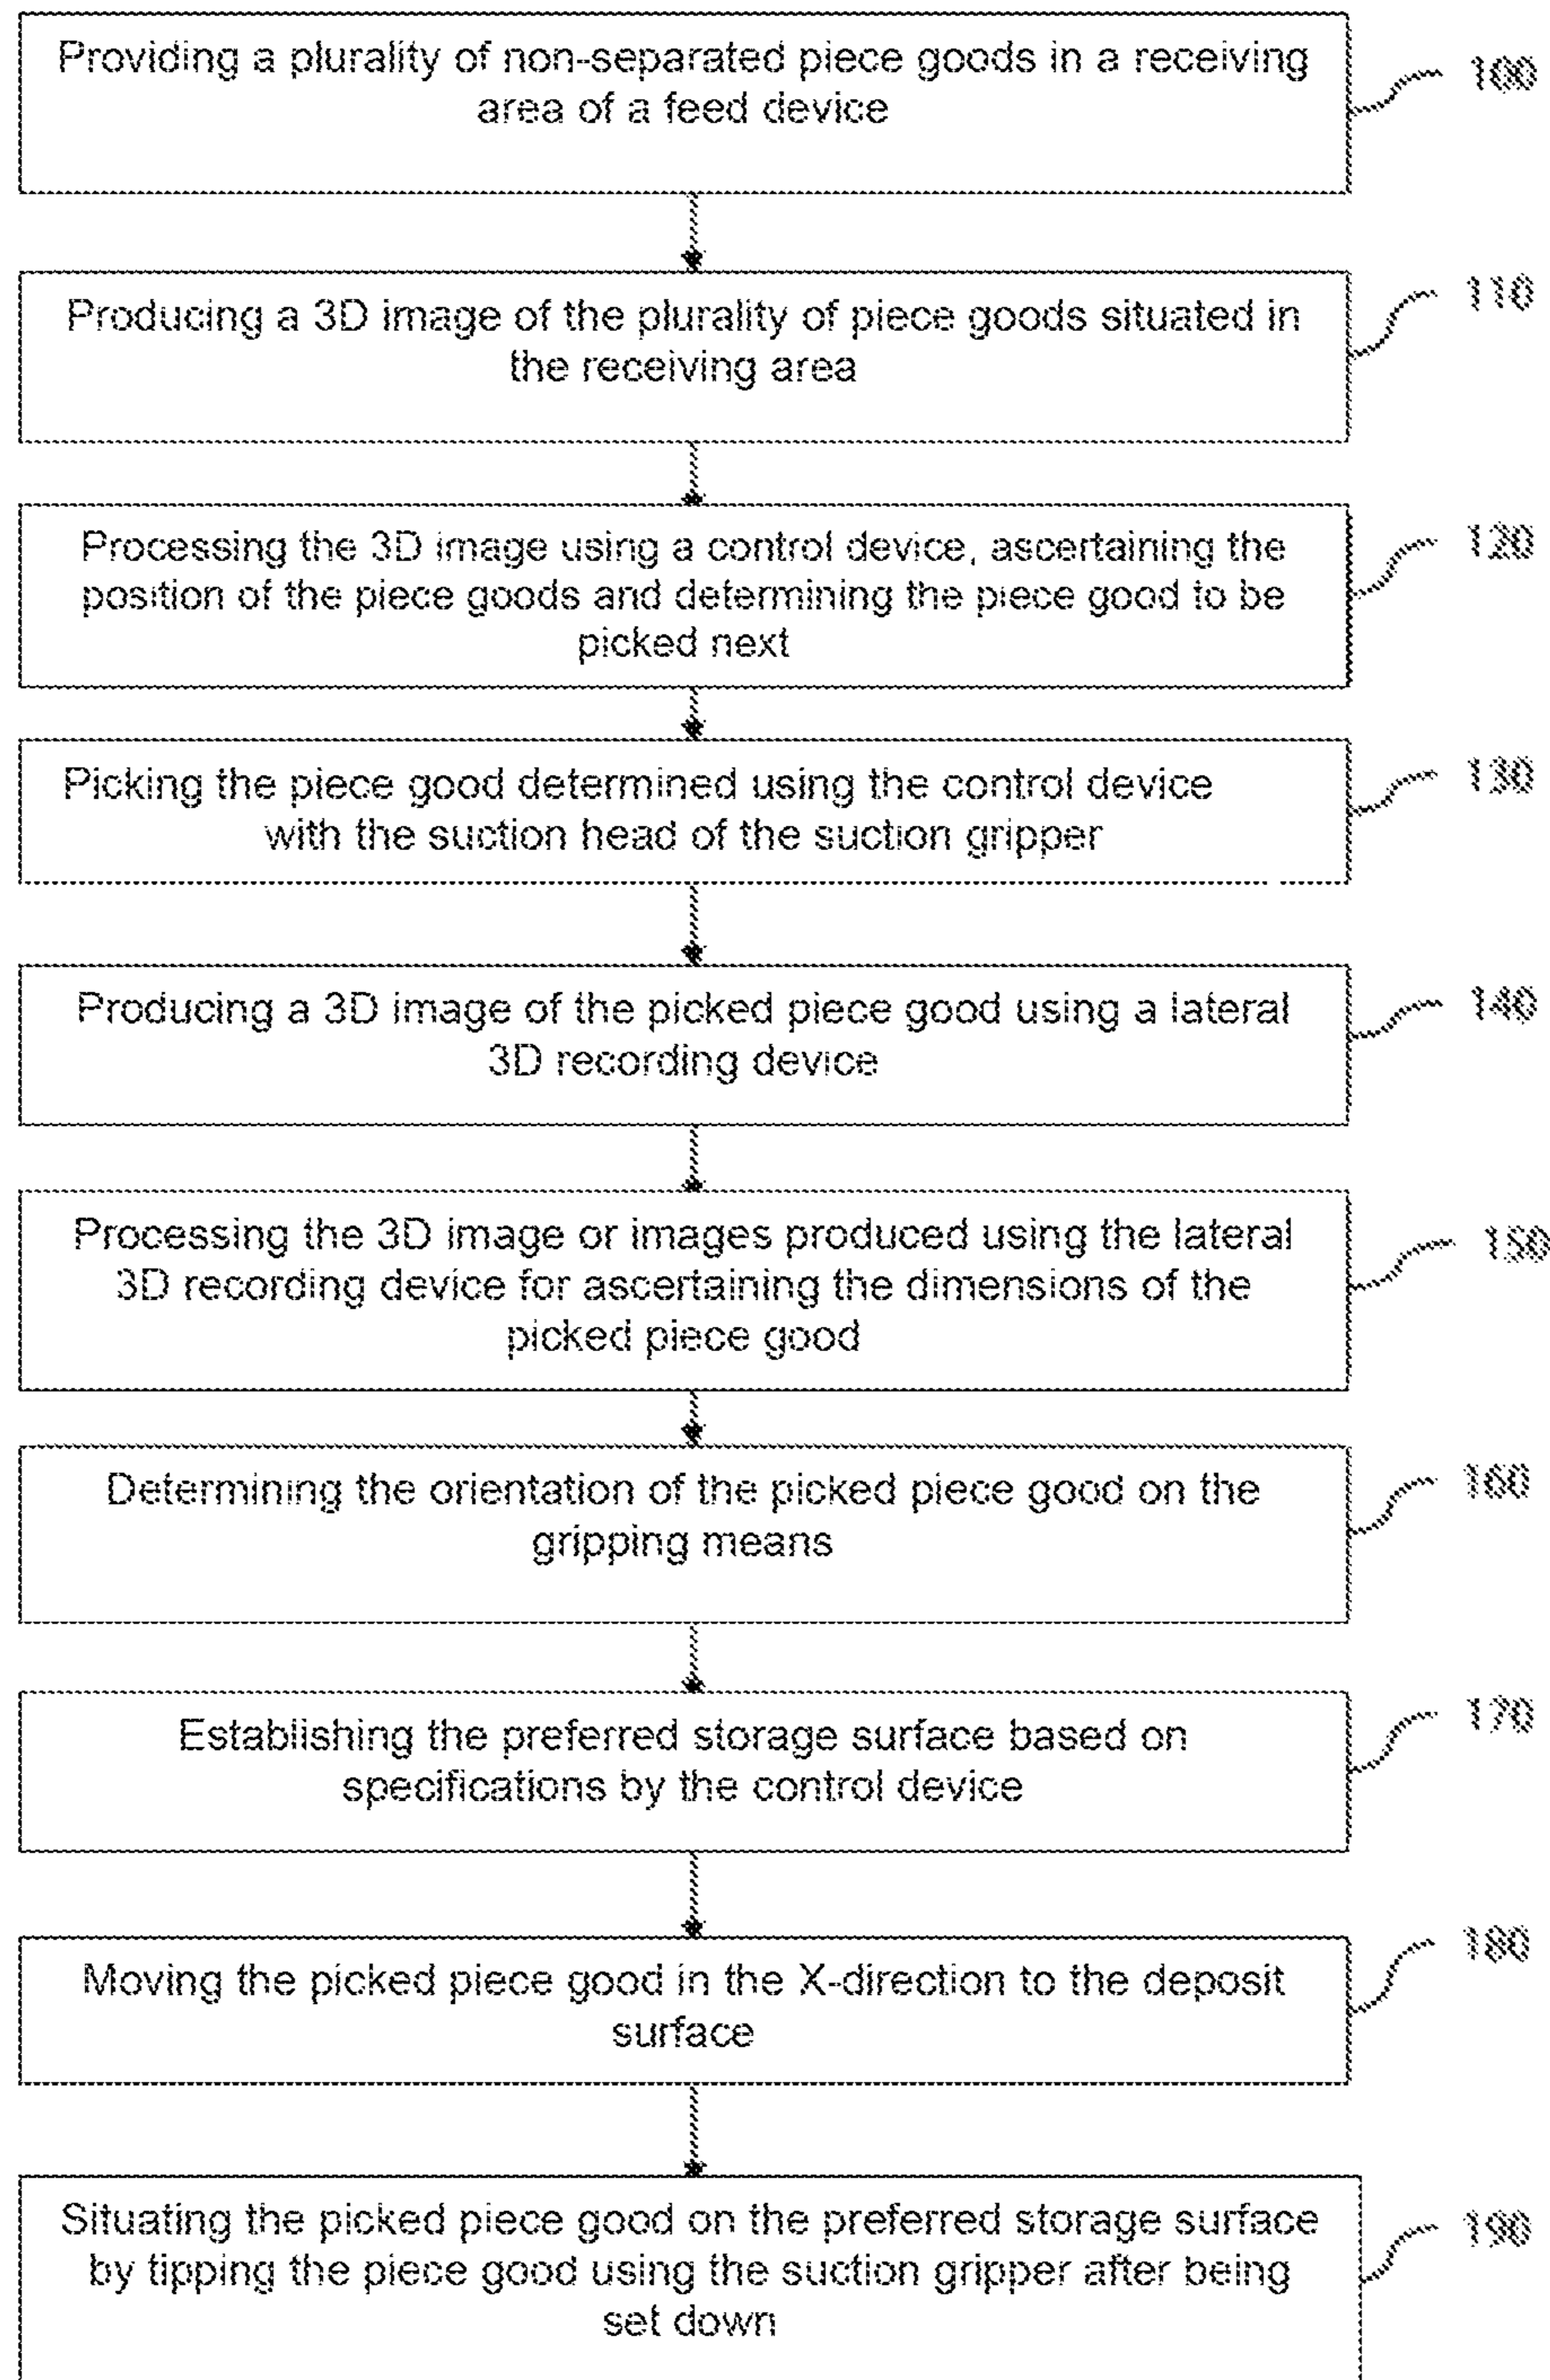 Providing a plurality of non-separated piece goods in a receiving
area of a feed device
100
Producing a 3D image of the plurality of piece goods situated in
the receiving area
110
Processing the 3D image using a control device, ascertaining the
position of the piece goods and determining the piece good to be
picked next
120
Picking the piece good determined using the control device
with the suction head of the suction gripper
130
Producing a 3D image of the picked piece good using a lateral
3D recording device
140
Processing the 3D image or images produced using the lateral
3D recording device for ascertaining the dimensions of the
picked piece good
150
Determining the orientation of the picked piece good on the
gripping means
160
Establishing the preferred storage surface based on
specifications by the control device
170
Moving the picked piece good in the X-direction to the deposit
surface
180
Situating the picked piece good on the preferred storage surface
by tipping the piece good using the suction gripper after being
set down
190